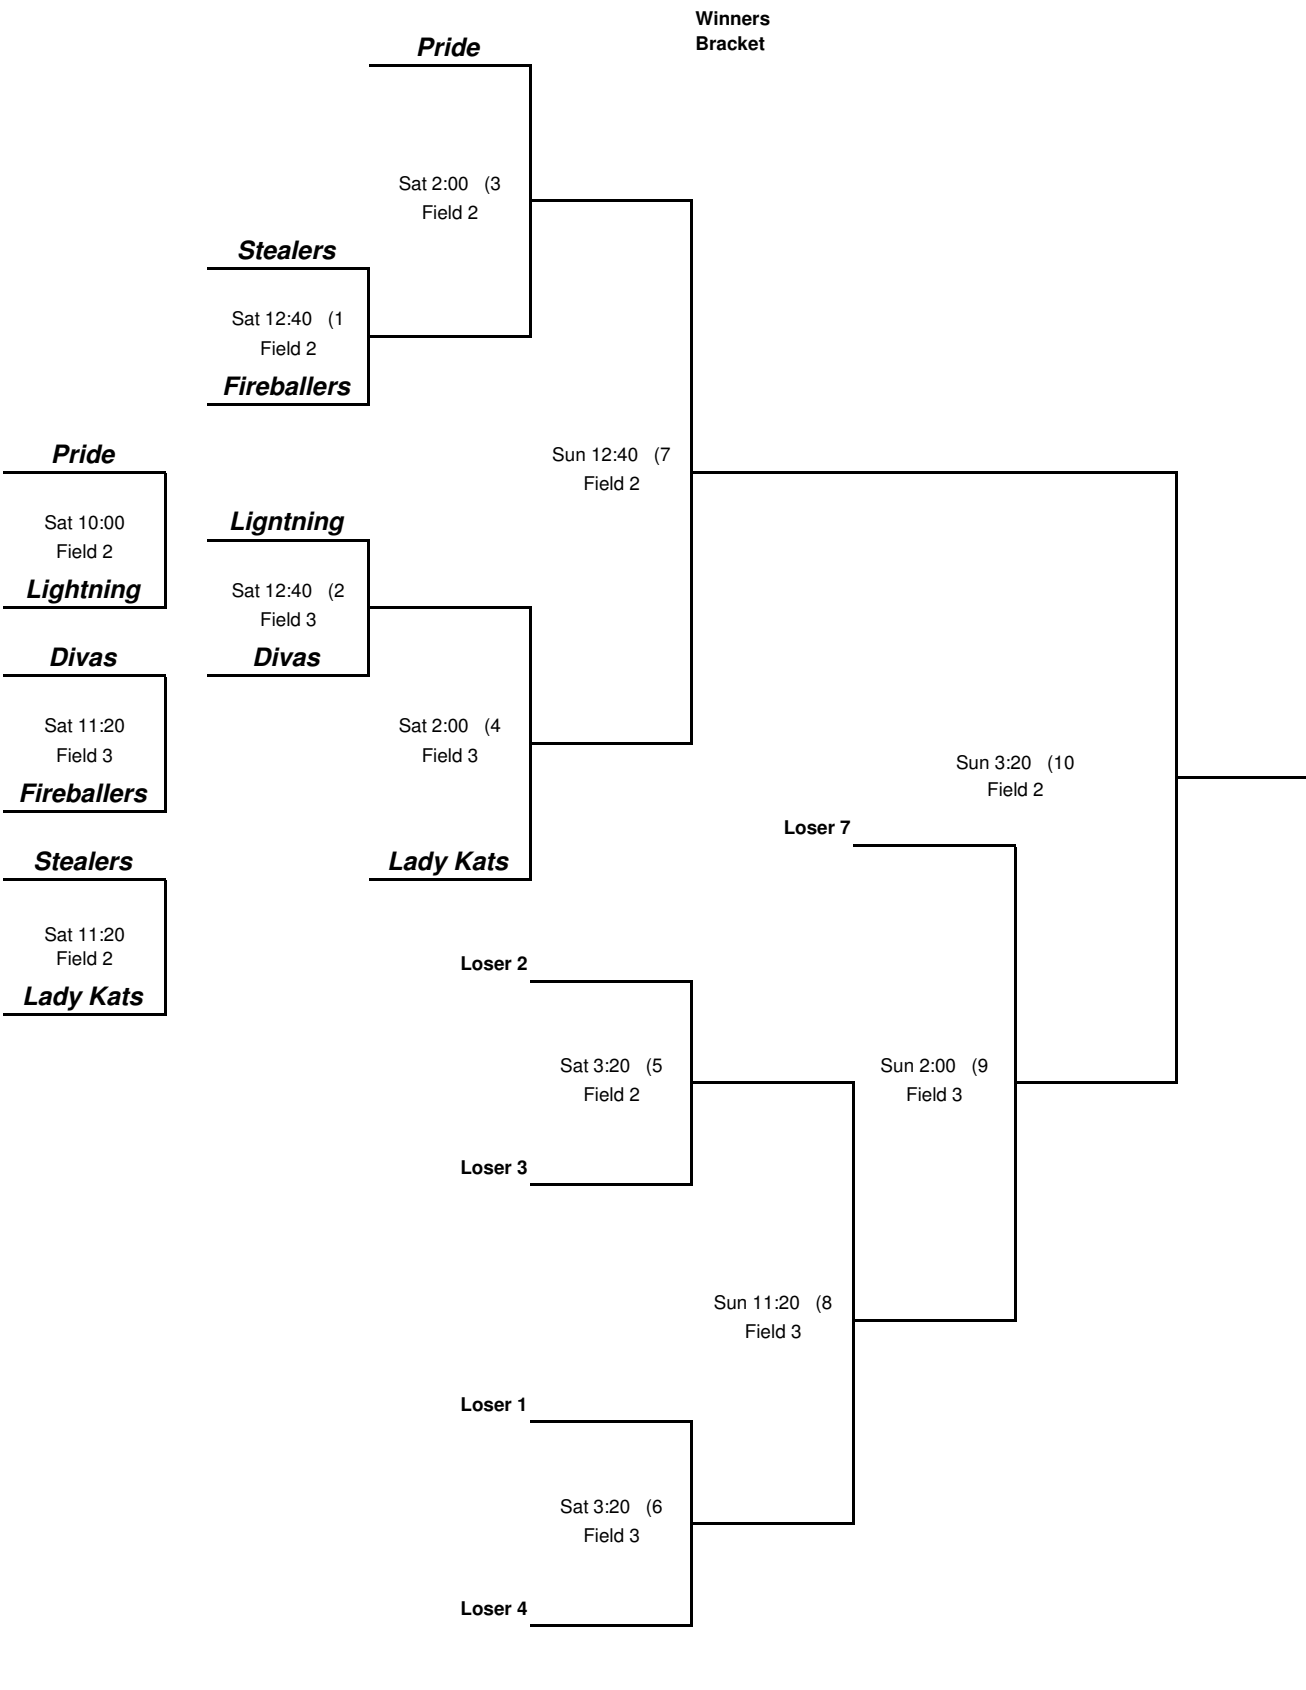 Winners
Bracket
Pride
Sat 2:00 (3
Field 2
Stealers
Sat 12:40 (1
Field 2
Fireballers
Pride
Sat 10:00
Field 2
Lightning
Sun 12:40 (7
Field 2
Ligntning
Sat 12:40 (2
Field 3
Divas
Divas
Sat 11:20
Field 3
Fireballers
Sat 2:00 (4
Field 3
Sun 3:20 (10
Field 2
Loser 7
Stealers
Sat 11:20
Field 2
Lady Kats
Lady Kats
Loser 2
Sat 3:20 (5
Field 2
Sun 2:00 (9
Field 3
Loser 3
Sun 11:20 (8
Field 3
Loser 1
Sat 3:20 (6
Field 3
Loser 4